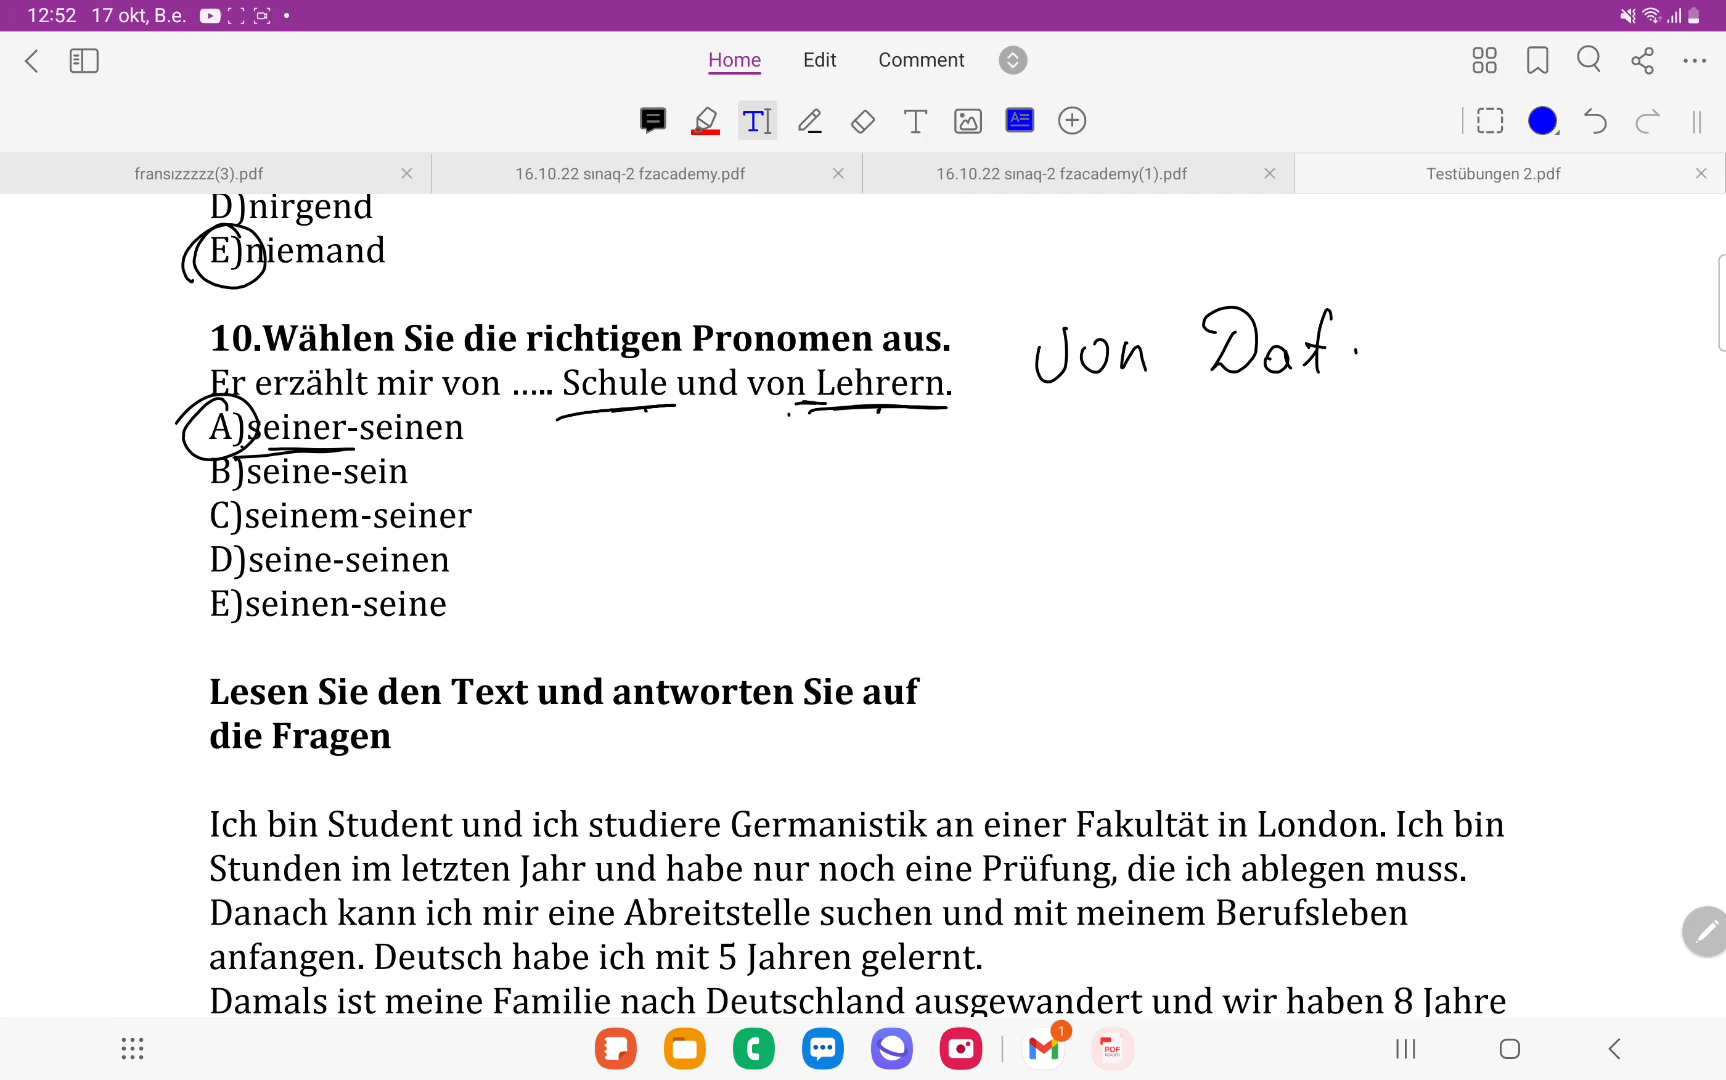 12:52 17 okt, B.e.
Home Edit Comment
fransızzzzz(3).pdf 16.10.22 sınaq-2 fzacademy.pdf 16.10.22 sınaq-2 fzacademy(1).pdf Testübungen 2.pdf
D)nirgend
E)niemand
10.Wählen Sie die richtigen Pronomen aus.
von Dat.
Er erzählt mir von ..... Schule und von Lehrern.
A)seiner-seinen
B)seine-sein
C)seinem-seiner
D)seine-seinen
E)seinen-seine
Lesen Sie den Text und antworten Sie auf
die Fragen
Ich bin Student und ich studiere Germanistik an einer Fakultät in London. Ich bin
Stunden im letzten Jahr und habe nur noch eine Prüfung, die ich ablegen muss.
Danach kann ich mir eine Abreitstelle suchen und mit meinem Berufsleben
anfangen. Deutsch habe ich mit 5 Jahren gelernt.
Damals ist meine Familie nach Deutschland ausgewandert und wir haben 8 Jahre
1
PDF